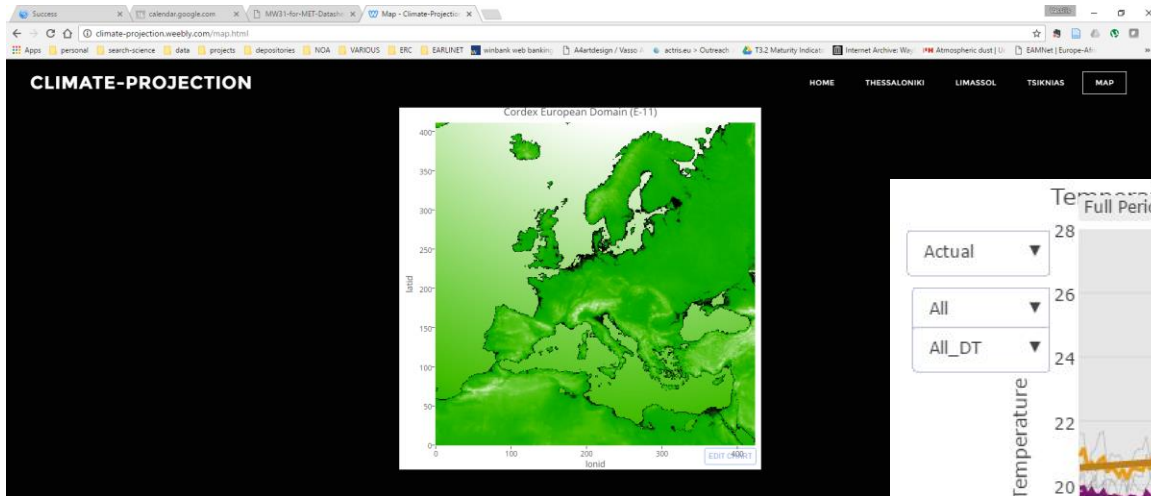 Success
calendar.google.com
MW31-for-MET-Datashe
Map - Climate-Projection
climate-projection.weebly.com/map.html
Apps personal search-science data projects depositories NOA VARIOUS ERC EARLINET winbank web banking A4artdesign / Vasso actris.eu > Outreach T3.2 Maturity Indicat Internet Archive: Way Atmospheric dust | EAMNet | Europe-Afr
CLIMATE-PROJECTION
HOME THESSALONIKI LIMASSOL TSIKNIAS MAP
Cordex European Domain (E-11)
400
350
300
250
200
150
100
50
0
latid
0 100 200 300 400
lonid
EDIT CHART
Full Peri
Actual
All
All_DT
28
26
24
22
20
Temperature